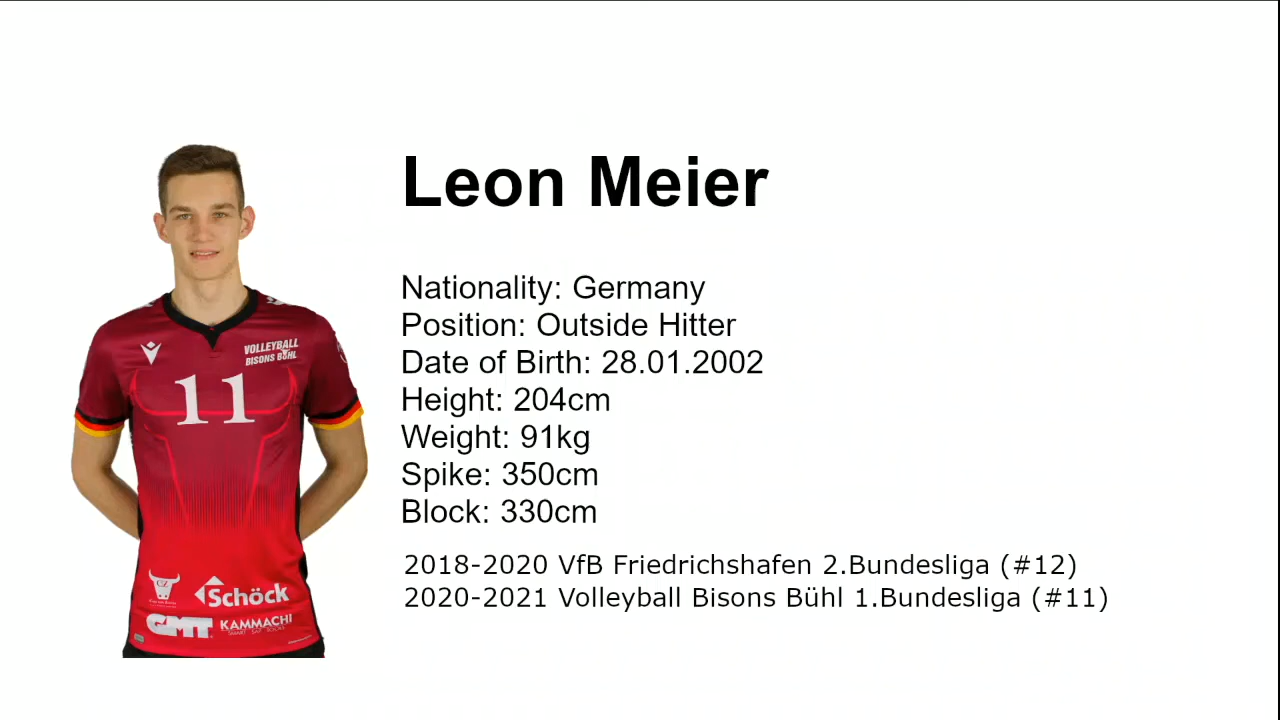 Leon Meier
Nationality: Germany
Position: Outside Hitter
Date of Birth: 28.01.2002
Height: 204cm
Weight: 91kg
Spike: 350cm
Block: 330cm
2018-2020 VfB Friedrichshafen 2.Bundesliga (#12)
2020-2021 Volleyball Bisons Bühl 1.Bundesliga (#11)
VOLLEYBALL
BISONS BÜHL
11
CZ
Schöck
GMT
KAMMACHI